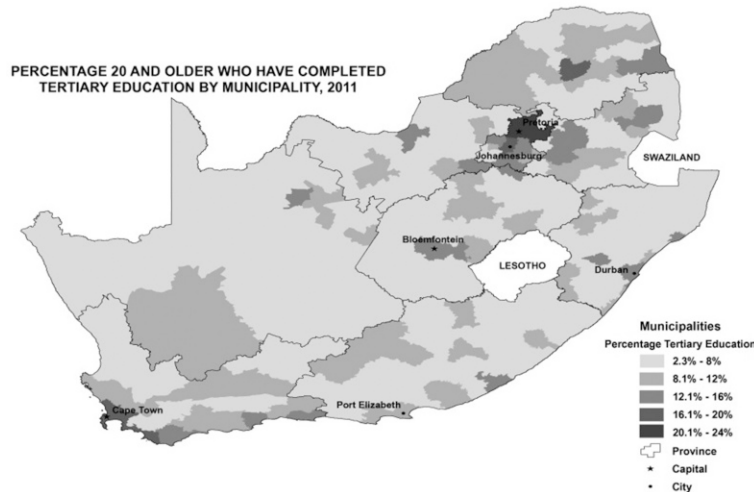 PERCENTAGE 20 AND OLDER WHO HAVE COMPLETED
TERTIARY EDUCATION BY MUNICIPALITY, 2011
Pretoria
Johannesburg
SWAZILAND
Bloemfontein
LESOTHO
Durban
Port Elizabeth
Cape Town
Municipalities
Percentage Tertiary Education
2.3% - 8%
8.1% - 12%
12.1% - 16%
16.1% - 20%
20.1% - 24%
Province
Capital
City